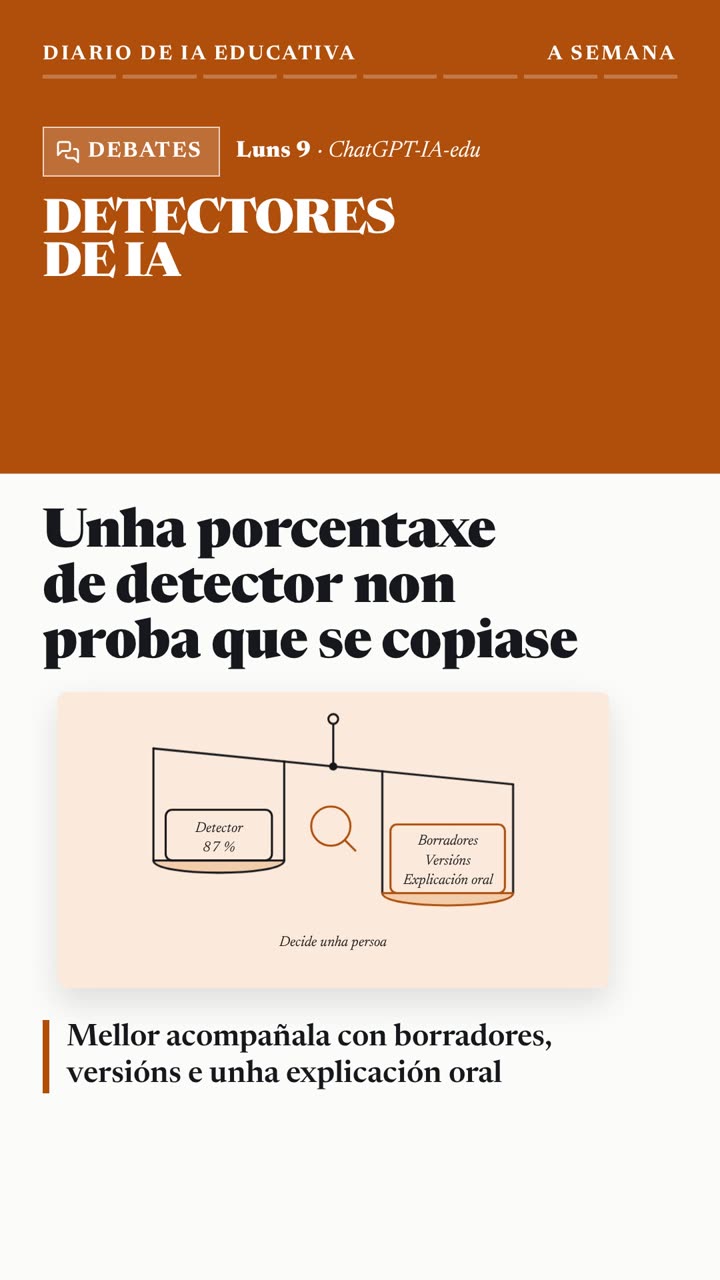 DIARIO DE IA EDUCATIVA
A SEMANA
DEBATES
Luns 9 · ChatGPT-IA-edu
DETECTORES
DE IA
Unha porcentaxe
de detector non
proba que se copiase
Detector
87 %
Borradores
Versións
Explicación oral
Decide unha persoa
Mellor acompañala con borradores,
versións e unha explicación oral